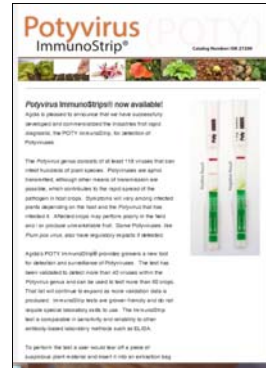 Potyvirus (POTY)
ImmunoStrip®
Catalog Number: ISK 27200
Potyvirus ImmunoStrips® now available!
Agdia is pleased to announce that we have successfully
developed and commercialized the industries first rapid
diagnostic, the POTY ImmunoStrip, for detection of
Potyviruses.
The Potyvirus genus consists of at least 118 viruses that can
infect hundreds of plant species. Potyviruses are aphid
transmitted, although other means of transmission are
possible, which contributes to the rapid spread of the
pathogen in host crops. Symptoms will vary among infected
plants depending on the host and the Potyvirus that has
infected it. Affected crops may perform poorly in the field
and / or produce unmarketable fruit. Some Potyviruses, like
Plum pox virus, also have regulatory impacts if detected.
Agdia's POTY ImmunoStrip® provides growers a new tool
for detection and surveillance of Potyviruses. The test has
been validated to detect more than 40 viruses within the
Potyvirus genus and can be used to test more than 60 crops.
That list will continue to expand as more validation data is
produced. ImmunoStrip tests are grower-friendly and do not
require special laboratory skills to use. The ImmunoStrip
test is comparable in sensitivity and reliability to other
antibody-based laboratory methods such as ELISA.
To perform the test a user would tear off a piece of
suspicious plant material and insert it into an extraction bag